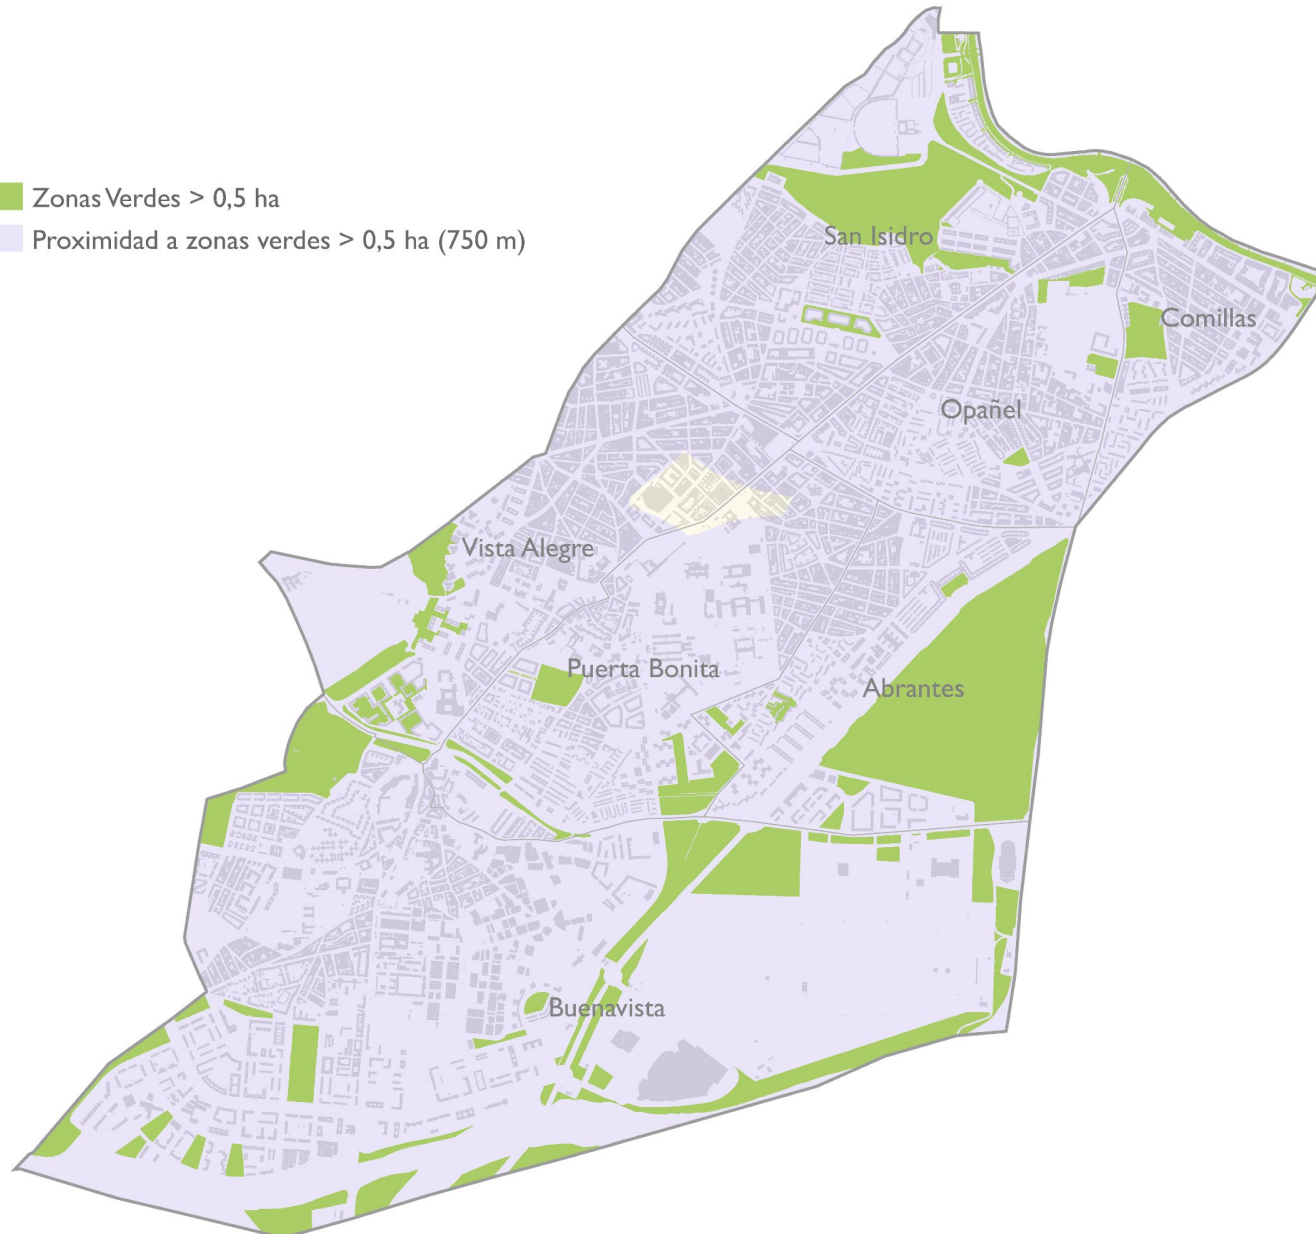 Zonas Verdes > 0,5 ha
Proximidad a zonas verdes > 0,5 ha (750 m)
San Isidro
Comillas
Opañel
Vista Alegre
Puerta Bonita
Abrantes
Buenavista